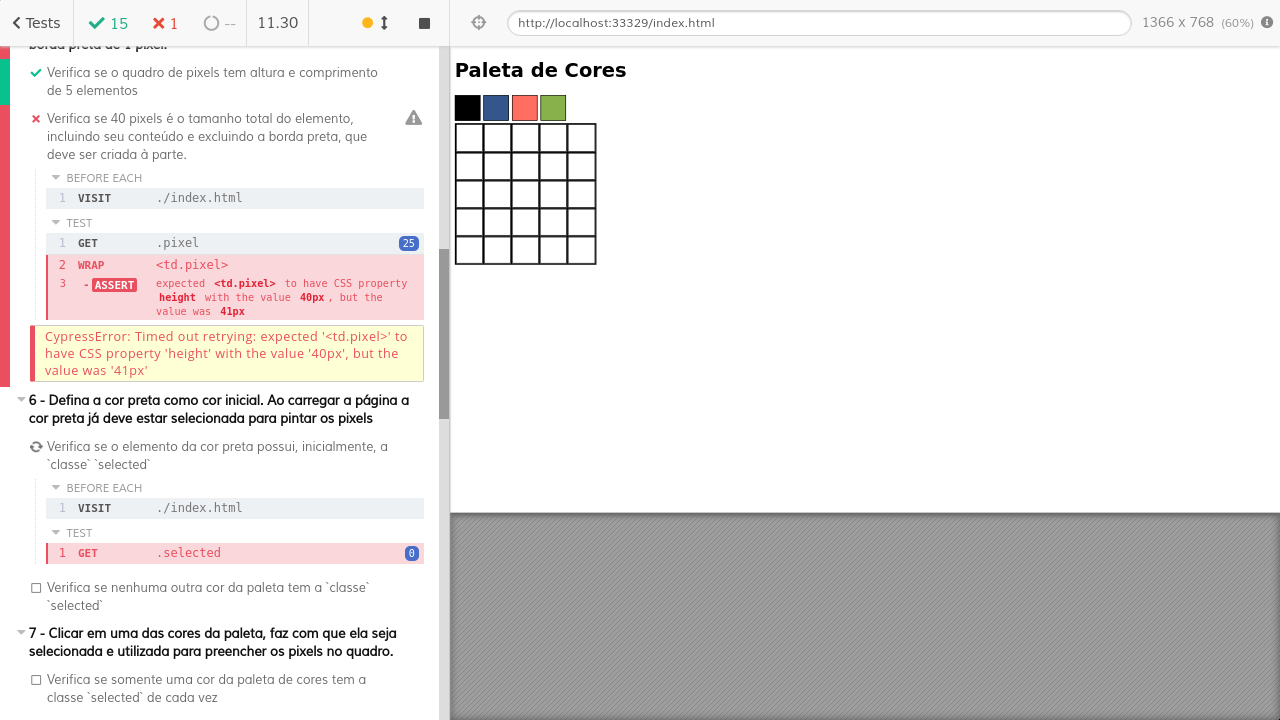 Tests
15
1
--
11.30
http://localhost:33329/index.html
1366 x 768 (60%)
borda preta de 1 pixel.
Verifica se o quadro de pixels tem altura e comprimento
de 5 elementos
Verifica se 40 pixels é o tamanho total do elemento,
incluindo seu conteúdo e excluindo a borda preta, que
deve ser criada à parte.
BEFORE EACH
1 VISIT ./index.html
TEST
1 GET .pixel 25
2 WRAP <td.pixel>
3 - ASSERT expected <td.pixel> to have CSS property
height with the value 40px, but the
value was 41px
CypressError: Timed out retrying: expected '<td.pixel>' to
have CSS property 'height' with the value '40px', but the
value was '41px'
6 - Defina a cor preta como cor inicial. Ao carregar a página a
cor preta já deve estar selecionada para pintar os pixels
Verifica se o elemento da cor preta possui, inicialmente, a
`classe` `selected`
BEFORE EACH
1 VISIT ./index.html
TEST
1 GET .selected 0
Verifica se nenhuma outra cor da paleta tem a `classe`
`selected`
7 - Clicar em uma das cores da paleta, faz com que ela seja
selecionada e utilizada para preencher os pixels no quadro.
Verifica se somente uma cor da paleta de cores tem a
classe `selected` de cada vez
Paleta de Cores